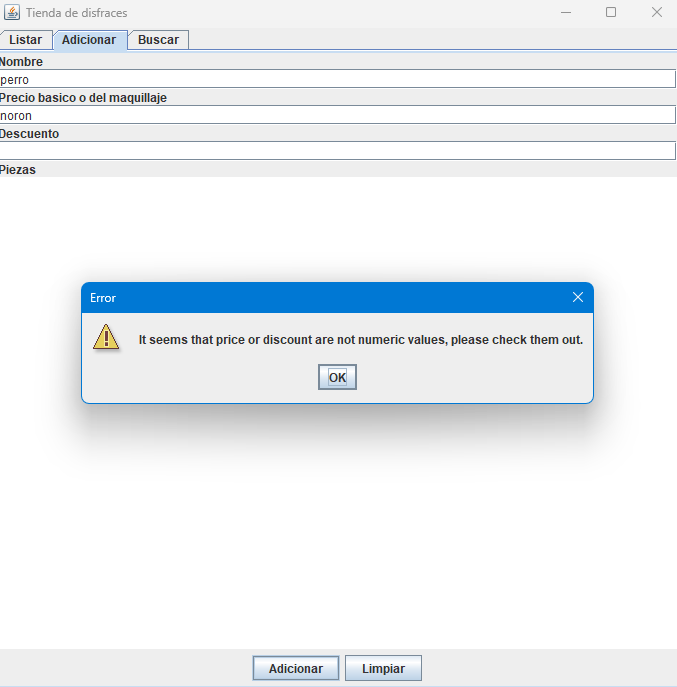 Tienda de disfraces
Listar Adicionar Buscar
Nombre
perro
Precio basico o del maquillaje
noron
Descuento
Piezas
Error
It seems that price or discount are not numeric values, please check them out.
OK
Adicionar Limpiar